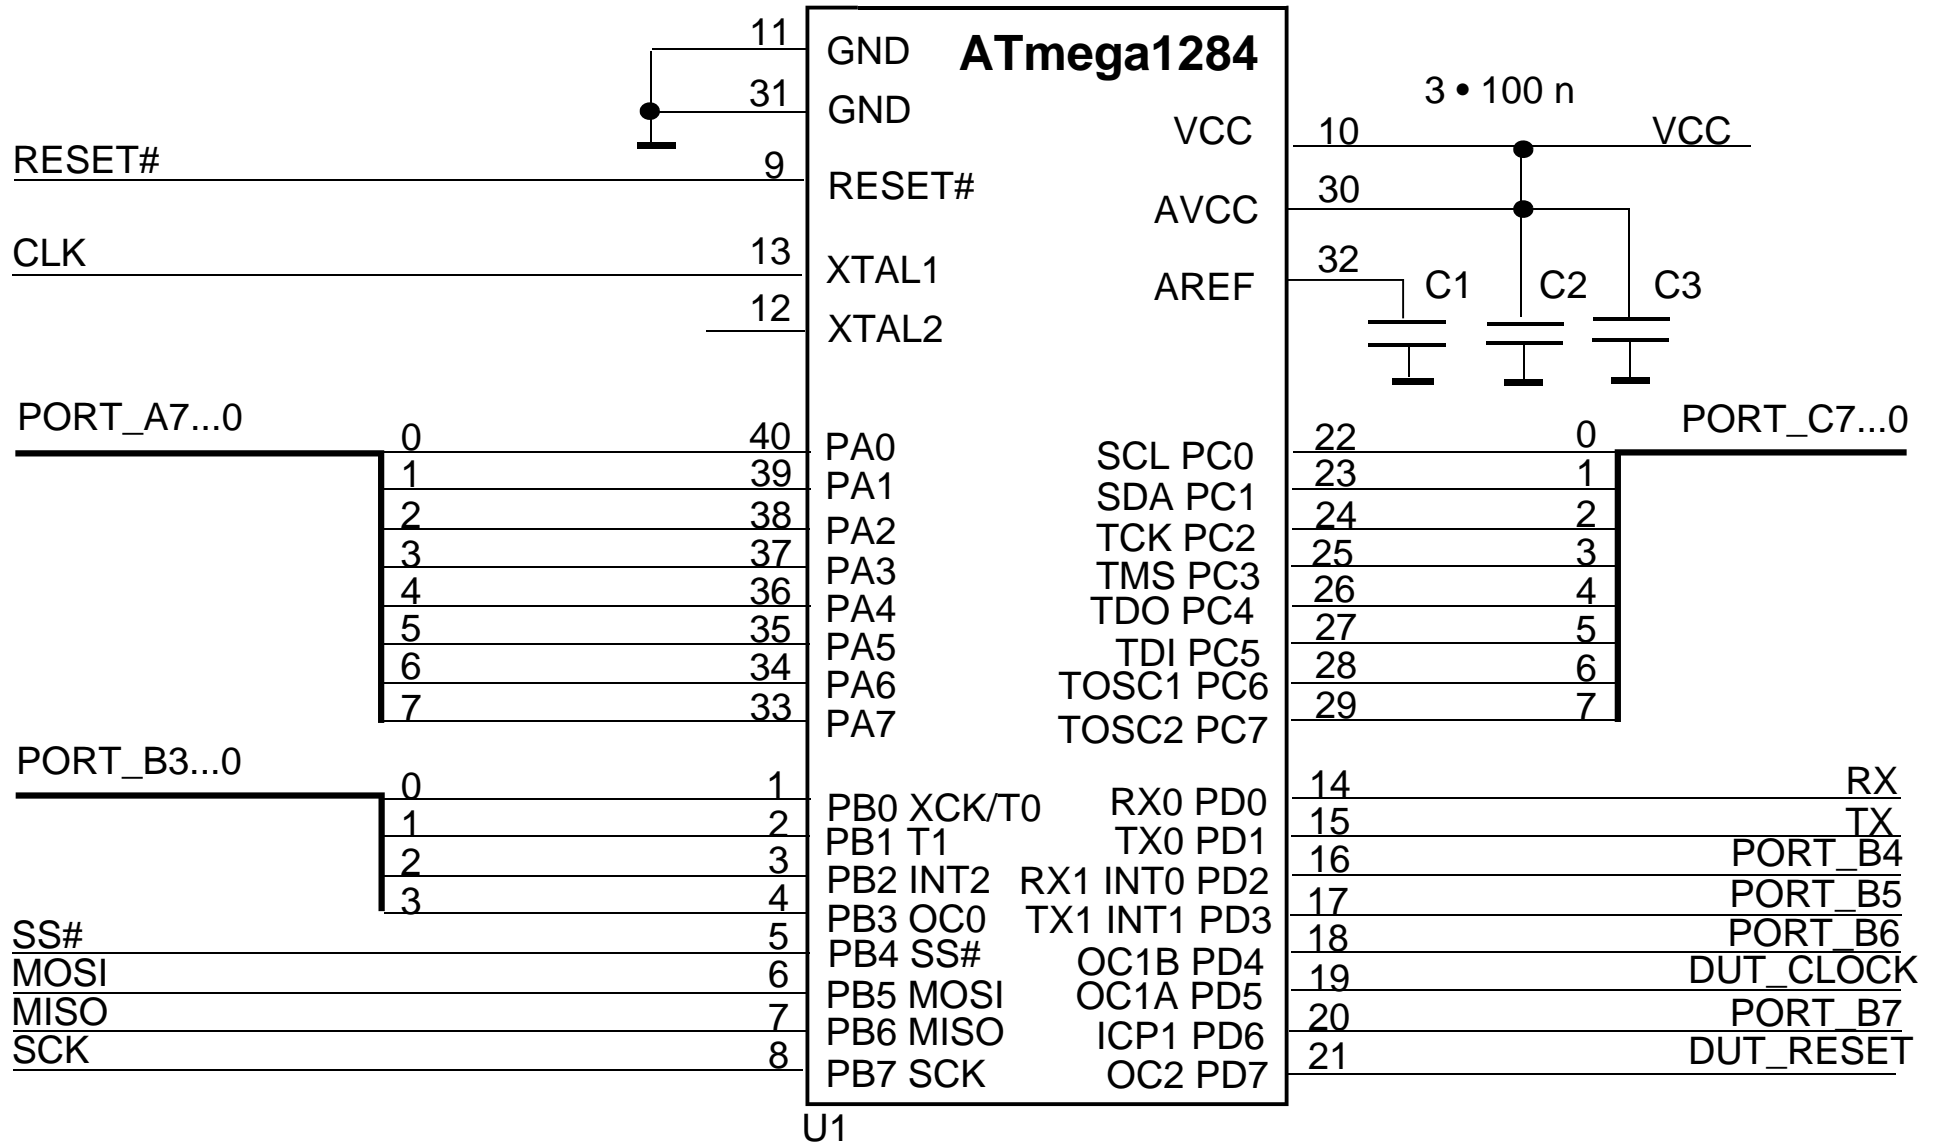 11 GND ATmega1284
3 • 100 n
31 GND
VCC 10 VCC
RESET# 9 RESET#
AVCC 30
CLK 13 XTAL1
AREF 32 C1 C2 C3
12 XTAL2
PORT_A7...0
PORT_C7...0
0 40 PA0 SCL PC0 22 0
1 39 PA1 SDA PC1 23 1
2 38 PA2 TCK PC2 24 2
3 37 PA3 TMS PC3 25 3
4 36 PA4 TDO PC4 26 4
5 35 PA5 TDI PC5 27 5
6 34 PA6 TOSC1 PC6 28 6
7 33 PA7 TOSC2 PC7 29 7
PORT_B3...0
0 1 PB0 XCK/T0 RX0 PD0 14 RX
1 2 PB1 T1 TX0 PD1 15 TX
2 3 PB2 INT2 RX1 INT0 PD2 16 PORT_B4
3 4 PB3 OC0 TX1 INT1 PD3 17 PORT_B5
SS# 5 PB4 SS# OC1B PD4 18 PORT_B6
MOSI 6 PB5 MOSI OC1A PD5 19 DUT_CLOCK
MISO 7 PB6 MISO ICP1 PD6 20 PORT_B7
SCK 8 PB7 SCK OC2 PD7 21 DUT_RESET
U1